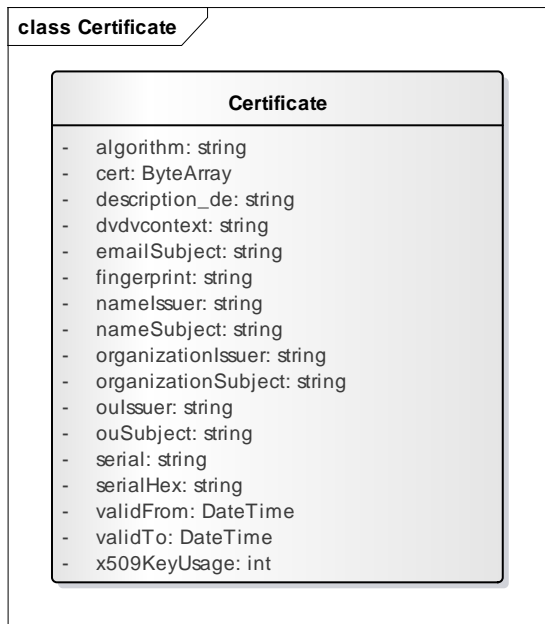 class Certificate
Certificate
- algorithm: string
- cert: ByteArray
- description_de: string
- dvdvcontext: string
- emailSubject: string
- fingerprint: string
- nameIssuer: string
- nameSubject: string
- organizationIssuer: string
- organizationSubject: string
- ouIssuer: string
- ouSubject: string
- serial: string
- serialHex: string
- validFrom: DateTime
- validTo: DateTime
- x509KeyUsage: int